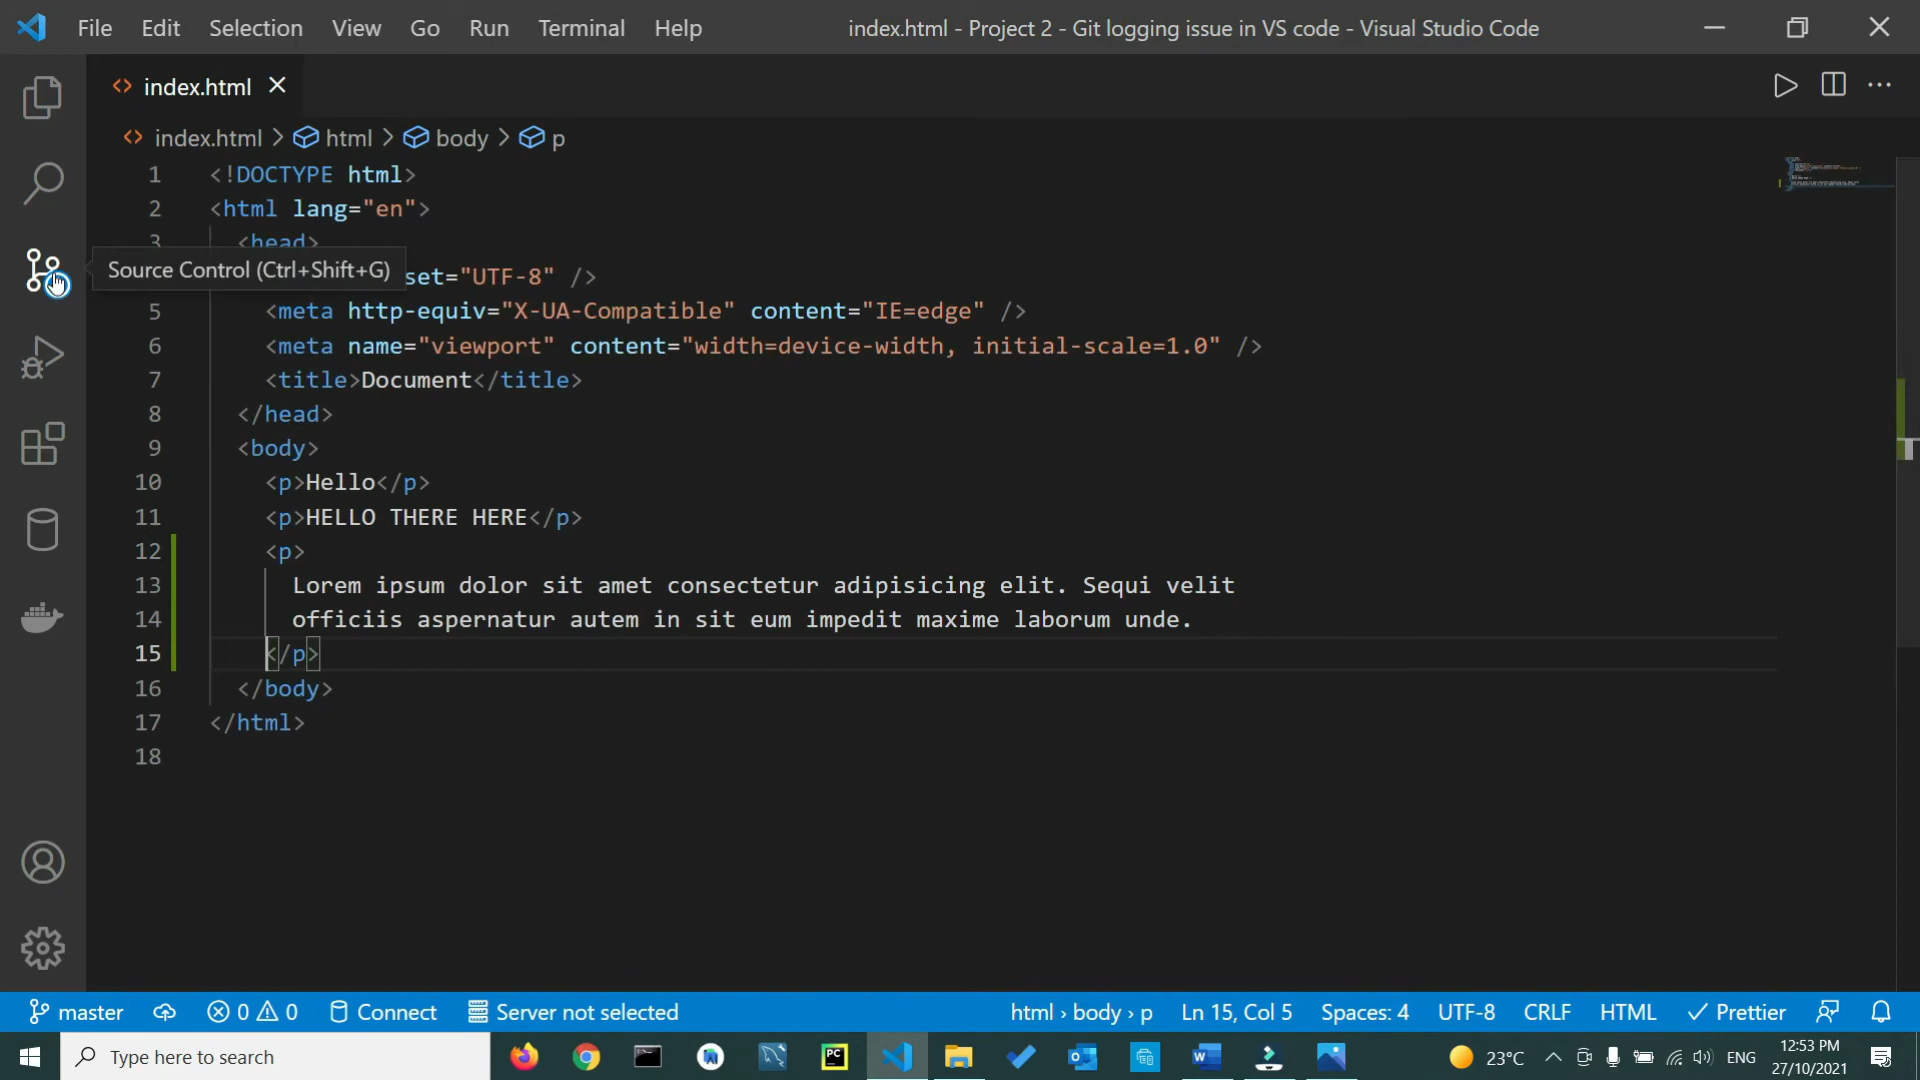 File Edit Selection View Go Run Terminal Help index.html - Project 2 - Git logging issue in VS code - Visual Studio Code
index.html
index.html > html > body > p
1 <!DOCTYPE html>
2 <html lang="en">
3 <head>
Source Control (Ctrl+Shift+G) set="UTF-8" />
5 <meta http-equiv="X-UA-Compatible" content="IE=edge" />
6 <meta name="viewport" content="width=device-width, initial-scale=1.0" />
7 <title>Document</title>
8 </head>
9 <body>
10 <p>Hello</p>
11 <p>HELLO THERE HERE</p>
12 <p>
13 Lorem ipsum dolor sit amet consectetur adipisicing elit. Sequi velit
14 officiis aspernatur autem in sit eum impedit maxime laborum unde.
15 </p>
16 </body>
17 </html>
18
master 0 0 Connect Server not selected html › body › p Ln 15, Col 5 Spaces: 4 UTF-8 CRLF HTML Prettier
Type here to search PC 23°C ENG 12:53 PM
27/10/2021